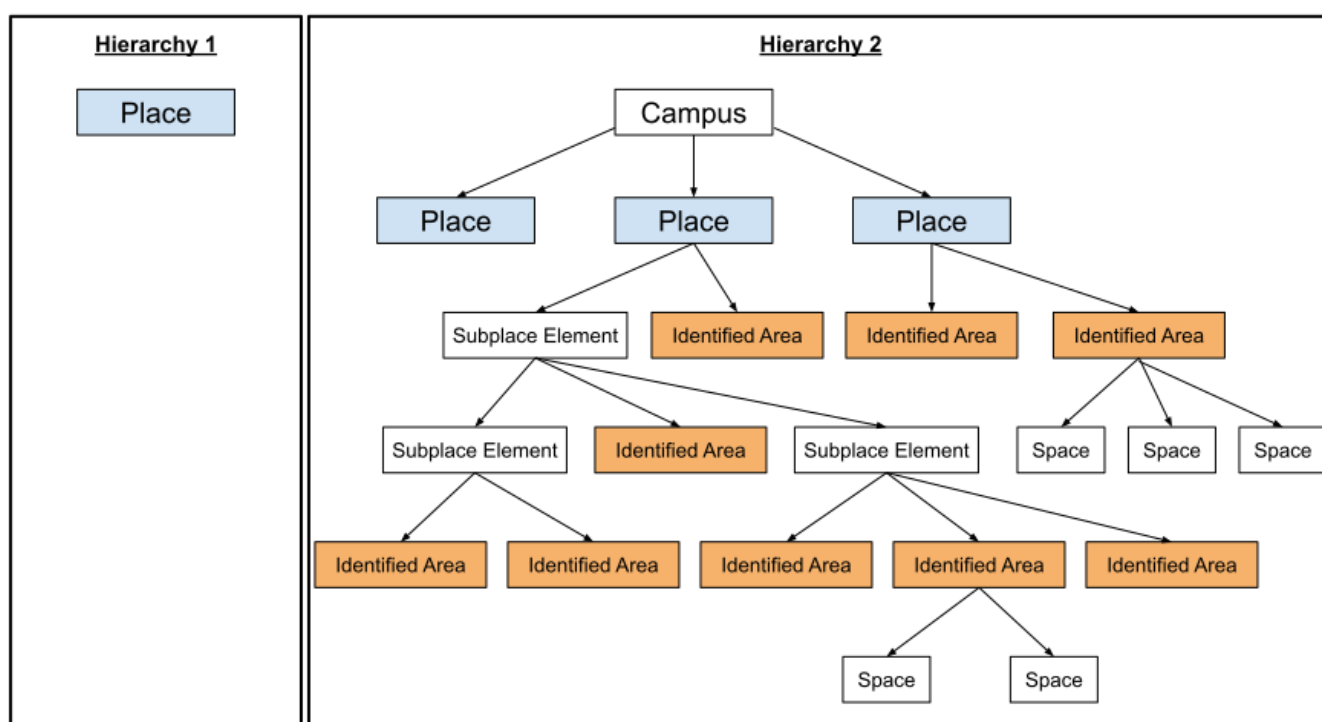 Hierarchy 1
Place
Hierarchy 2
Campus
Place
Place
Place
Subplace Element
Identified Area
Identified Area
Identified Area
Subplace Element
Identified Area
Subplace Element
Space
Space
Space
Identified Area
Identified Area
Identified Area
Identified Area
Identified Area
Space
Space